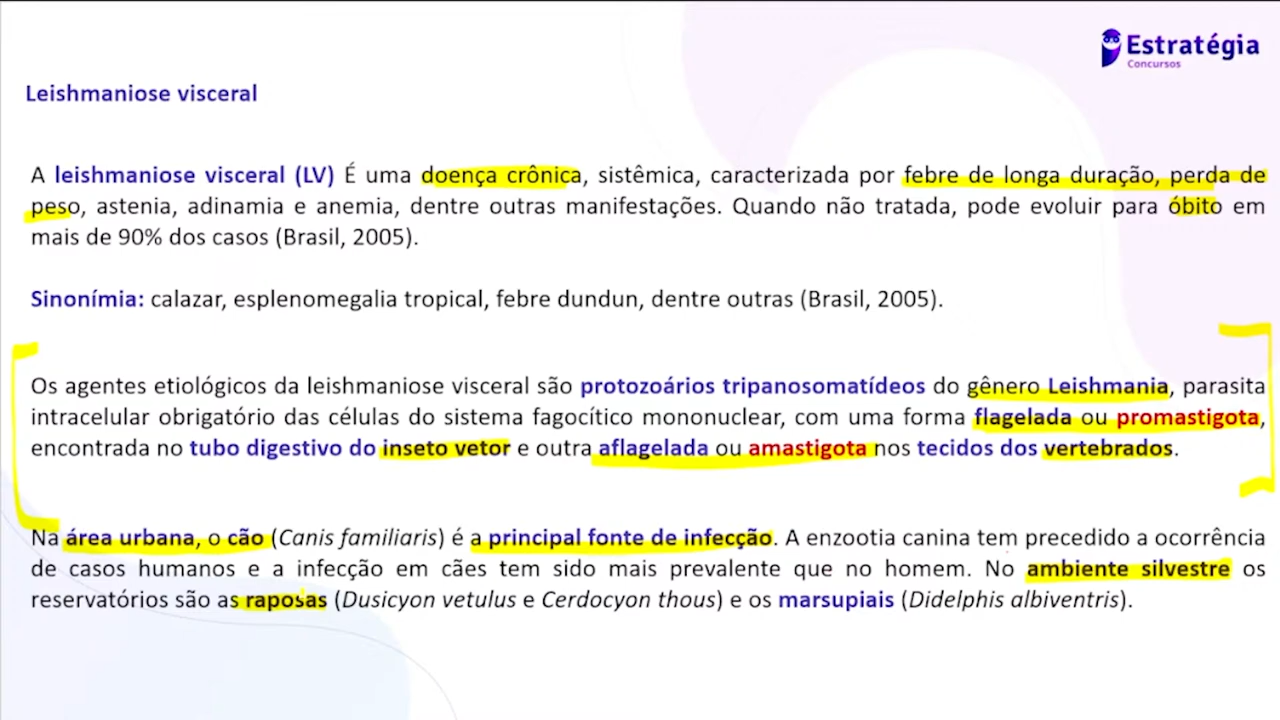 Estratégia
Concursos
Leishmaniose visceral
A leishmaniose visceral (LV) É uma doença crônica, sistêmica, caracterizada por febre de longa duração, perda de
peso, astenia, adinamia e anemia, dentre outras manifestações. Quando não tratada, pode evoluir para óbito em
mais de 90% dos casos (Brasil, 2005).
Sinonímia: calazar, esplenomegalia tropical, febre dundun, dentre outras (Brasil, 2005).
Os agentes etiológicos da leishmaniose visceral são protozoários tripanosomatídeos do gênero Leishmania, parasita
intracelular obrigatório das células do sistema fagocítico mononuclear, com uma forma flagelada ou promastigota,
encontrada no tubo digestivo do inseto vetor e outra aflagelada ou amastigota nos tecidos dos vertebrados.
Na área urbana, o cão (Canis familiaris) é a principal fonte de infecção. A enzootia canina tem precedido a ocorrência
de casos humanos e a infecção em cães tem sido mais prevalente que no homem. No ambiente silvestre os
reservatórios são as raposas (Dusicyon vetulus e Cerdocyon thous) e os marsupiais (Didelphis albiventris).